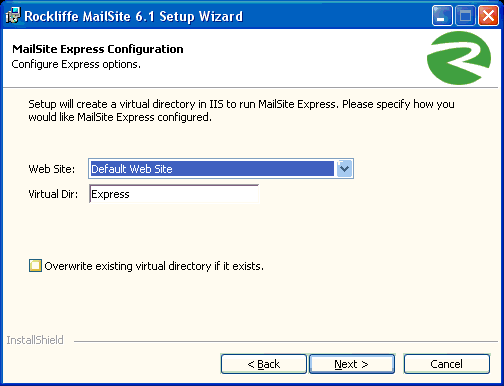 Rockliffe MailSite 6.1 Setup Wizard
MailSite Express Configuration
Configure Express options.
Setup will create a virtual directory in IIS to run MailSite Express. Please specify how you
would like MailSite Express configured.
Web Site: Default Web Site
Virtual Dir: Express
Overwrite existing virtual directory if it exists.
InstallShield
< Back Next > Cancel